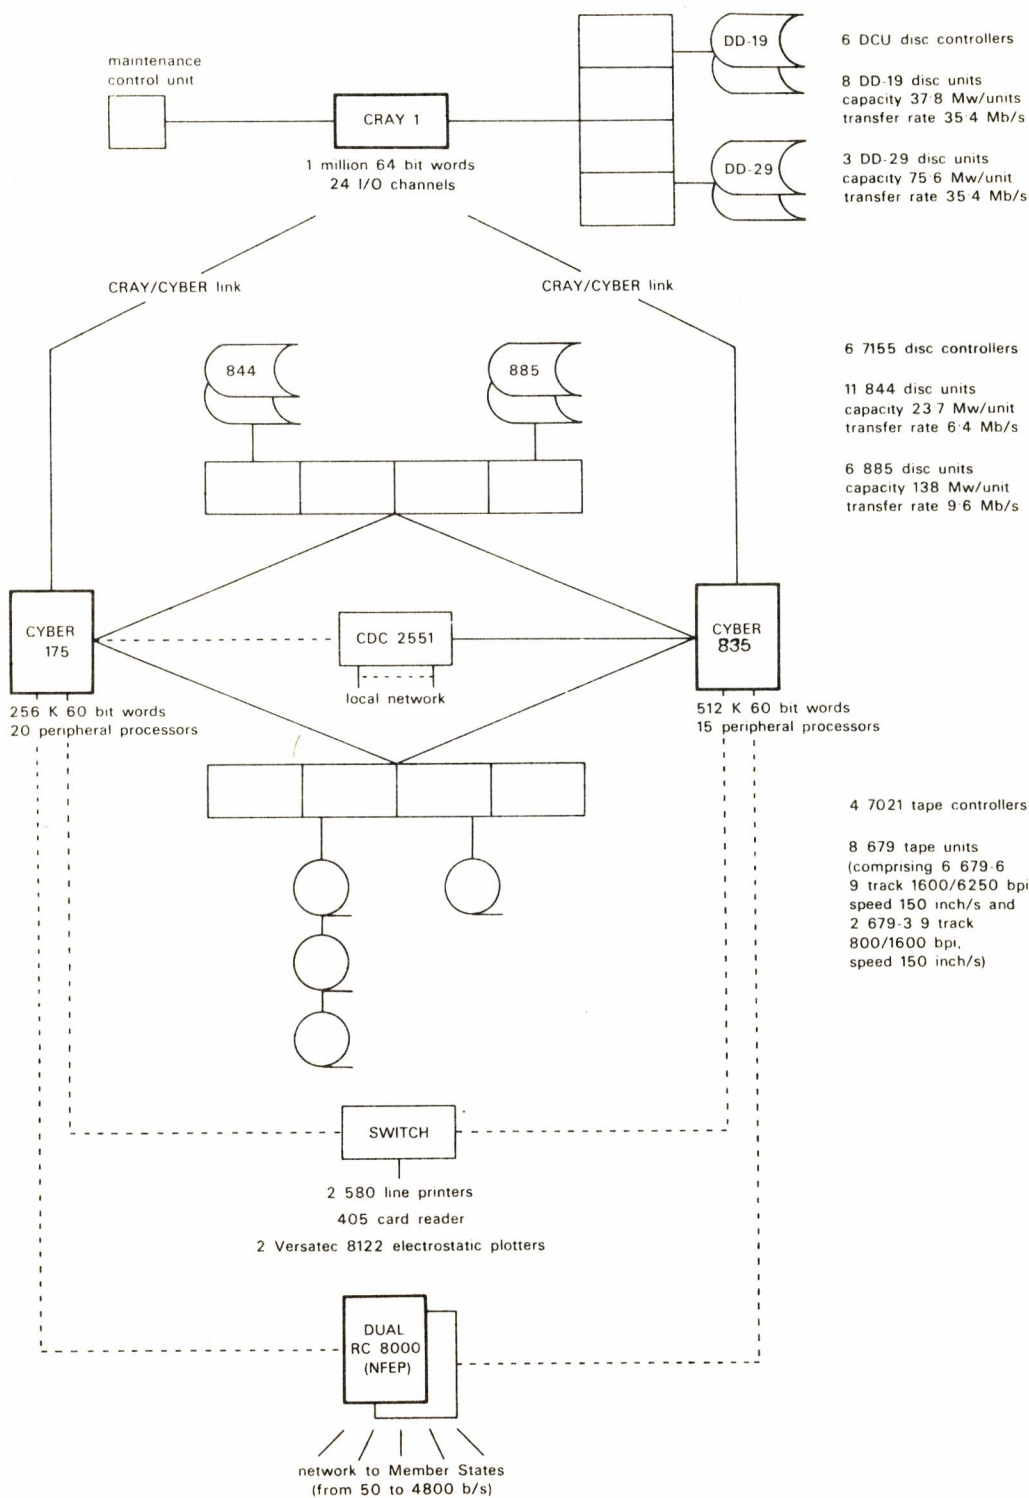 maintenance
control unit
CRAY 1
1 million 64 bit words
24 I/O channels
DD-19
DD-29
6 DCU disc controllers
8 DD-19 disc units
capacity 37·8 Mw/units
transfer rate 35·4 Mb/s
3 DD-29 disc units
capacity 75·6 Mw/unit
transfer rate 35·4 Mb/s
CRAY/CYBER link
CRAY/CYBER link
844
885
6 7155 disc controllers
11 844 disc units
capacity 23·7 Mw/unit
transfer rate 6·4 Mb/s
6 885 disc units
capacity 138 Mw/unit
transfer rate 9·6 Mb/s
CYBER
175
256 K 60 bit words
20 peripheral processors
CDC 2551
local network
CYBER
835
512 K 60 bit words
15 peripheral processors
4 7021 tape controllers
8 679 tape units
(comprising 6 679-6
9 track 1600/6250 bpi
speed 150 inch/s and
2 679-3 9 track
800/1600 bpi,
speed 150 inch/s)
SWITCH
2 580 line printers
405 card reader
2 Versatec 8122 electrostatic plotters
DUAL
RC 8000
(NFEP)
network to Member States
(from 50 to 4800 b/s)